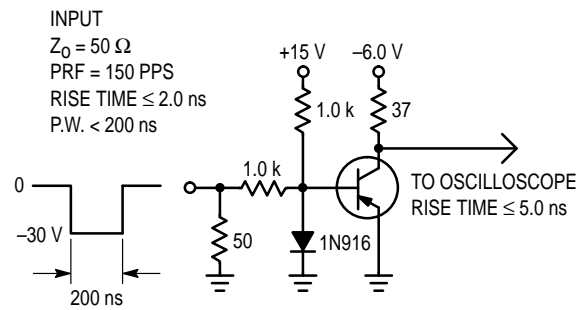 INPUT
Zo = 50 Ω
PRF = 150 PPS
RISE TIME ≤ 2.0 ns
P.W. < 200 ns
+15 V
–6.0 V
1.0 k
37
1.0 k
TO OSCILLOSCOPE
RISE TIME ≤ 5.0 ns
0
–30 V
50
1N916
200 ns